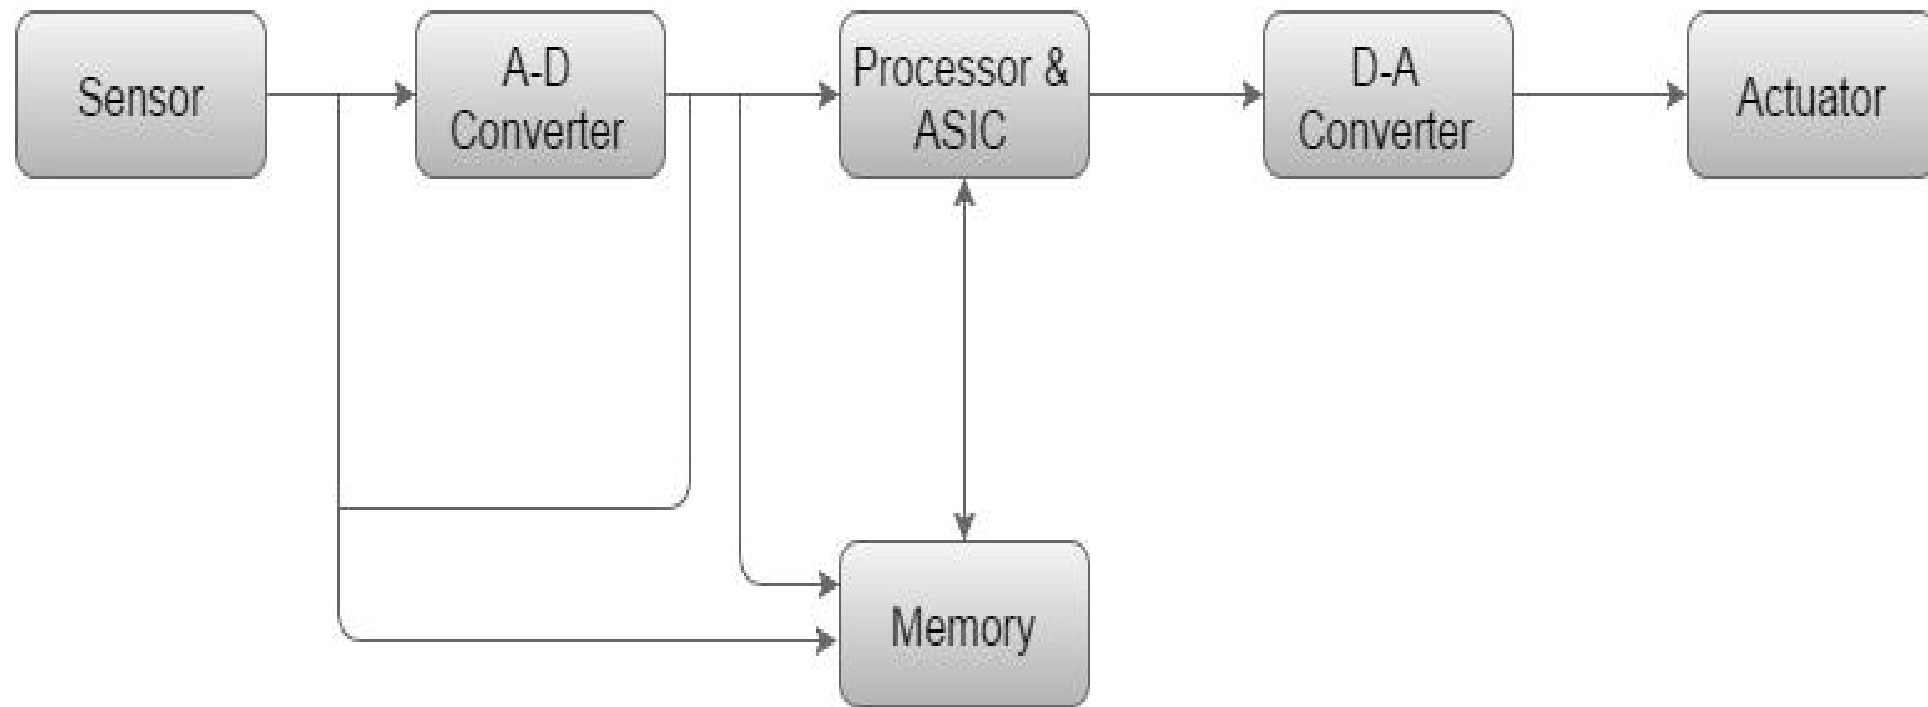 Sensor
A-D
Converter
Processor &
ASIC
D-A
Converter
Actuator
Memory